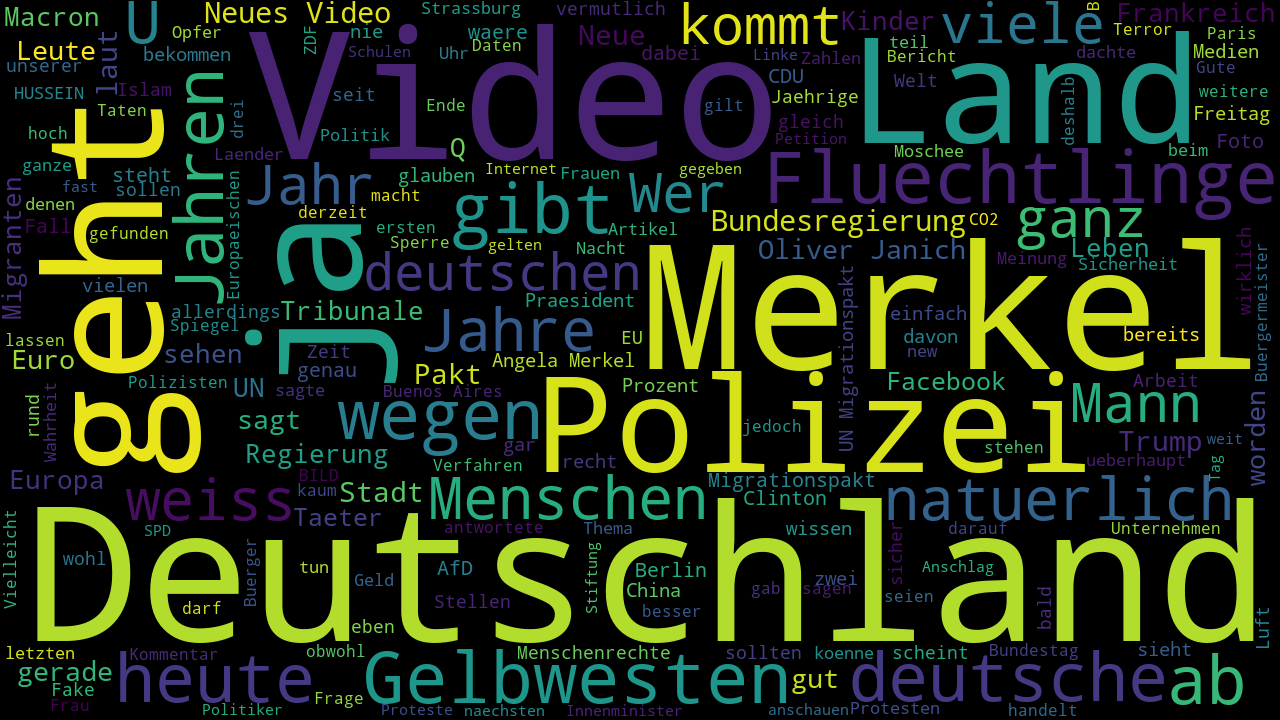 Macron
U
Opfer
Neues Video
ZDF
nie
Strassburg
waere
vermutlich
Neue
kommt
Kinder
viele
B
Frankreich
Terror
Paris
Leute
laut
bekommen
Schulen
Uhr
Daten
dabei
Linke
Zahlen
teil
Bericht
dachte
Medien
unserer
Video
Land
CDU
Welt
Gute
HUSSEIN
Islam
Jahren
drei
seit
Ende
gilt
Jaehrige
deshalb
weitere
Taten
Freitag
hoch
geht
Politik
Q
gleich
Petition
Foto
ganze
Laender
Moschee
beim
steht
sollen
fast
Jahr
macht
glauben
Internet
Frauen
gegeben
Fluechtlinge
denen
Migranten
Europaeischen
derzeit
gibt
Wer
Fall
gefunden
ja
ersten
Sperre
gelten
Artikel
Nacht
Bundesregierung
CO2
ganz
wirklich
Oliver Janich
Leben
Meinung
Sicherheit
Buergermeister
vielen
deutschen
Merkel
allerdings
Spiegel
Tribunale
Praesident
UN Migrationspakt
einfach
lassen
Jahre
EU
davon
new
bereits
Euro
sehen
Zeit
genau
Angela Merkel
Polizisten
UN
sagte
Buenos Aires
Pakt
Prozent
Polizei
Facebook
Arbeit
Mann
rund
Wahrheit
sagt
wegen
jedoch
worden
Regierung
gar
stehen
Trump
weit
Verfahren
recht
ueberhaupt
Tag
Europa
BILD
kaum
Stadt
Migrationspakt
Clinton
weiss
Menschen
natuerlich
Taeter
Vielleicht
SPD
antwortete
Thema
wissen
sicher
darauf
Unternehmen
Deutschland
wohl
Buerger
tun
Geld
AfD
Stiftung
Berlin
China
zwei
Anschlag
gab
sagen
seien
bald
darf
Stellen
besser
Luft
eben
letzten
Kommentar
obwohl
Menschenrechte
sollten
koenne
scheint
Bundestag
sieht
gerade
heute
Gelbwesten
gut
deutsche
ab
Fake
Frau
Frage
Politiker
Proteste
naechsten
Innenminister
anschauen
Protesten
handelt